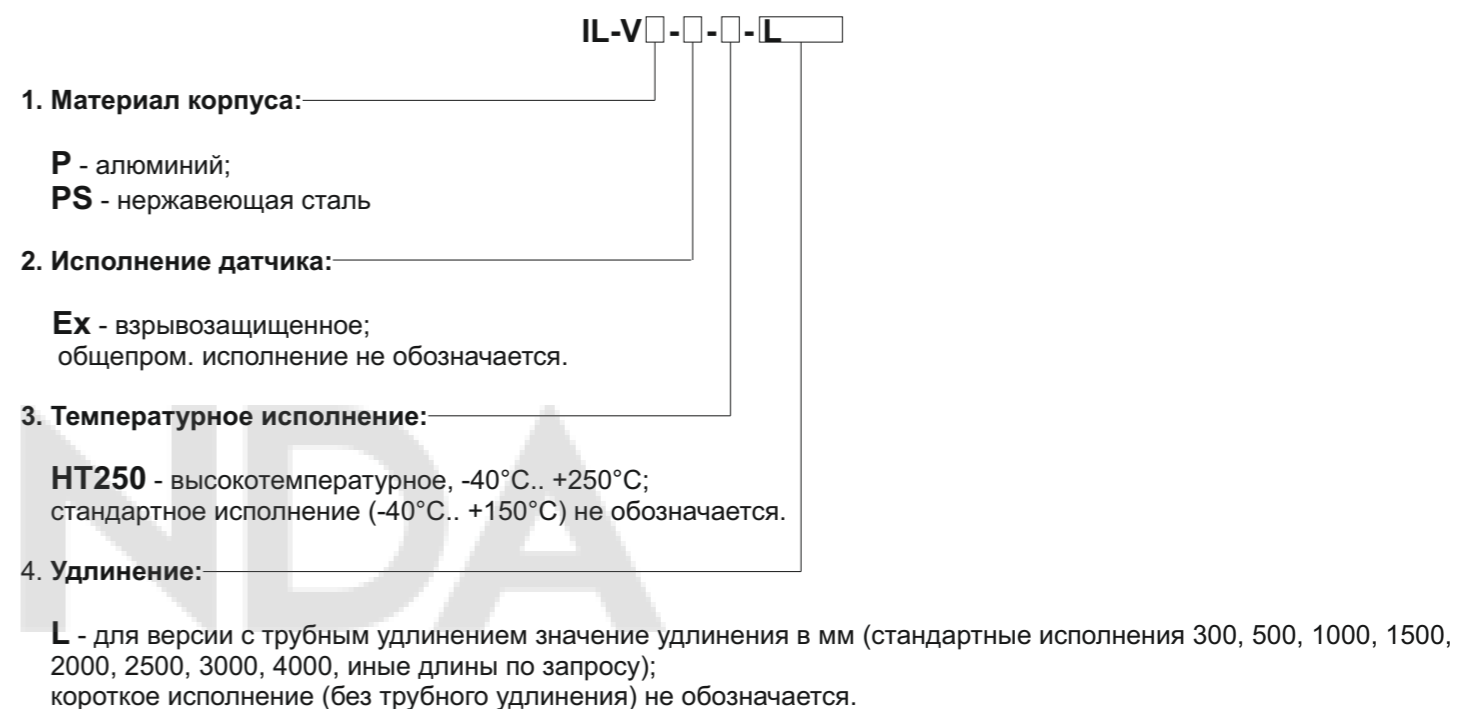 IL-V□-□-□-L
1. Материал корпуса:
P - алюминий;
PS - нержавеющая сталь
2. Исполнение датчика:
Ex - взрывозащищенное;
общепром. исполнение не обозначается.
3. Температурное исполнение:
HT250 - высокотемпературное, -40°C.. +250°C;
стандартное исполнение (-40°C.. +150°C) не обозначается.
4. Удлинение:
L - для версии с трубным удлинением значение удлинения в мм (стандартные исполнения 300, 500, 1000, 1500,
2000, 2500, 3000, 4000, иные длины по запросу);
короткое исполнение (без трубного удлинения) не обозначается.
NDA